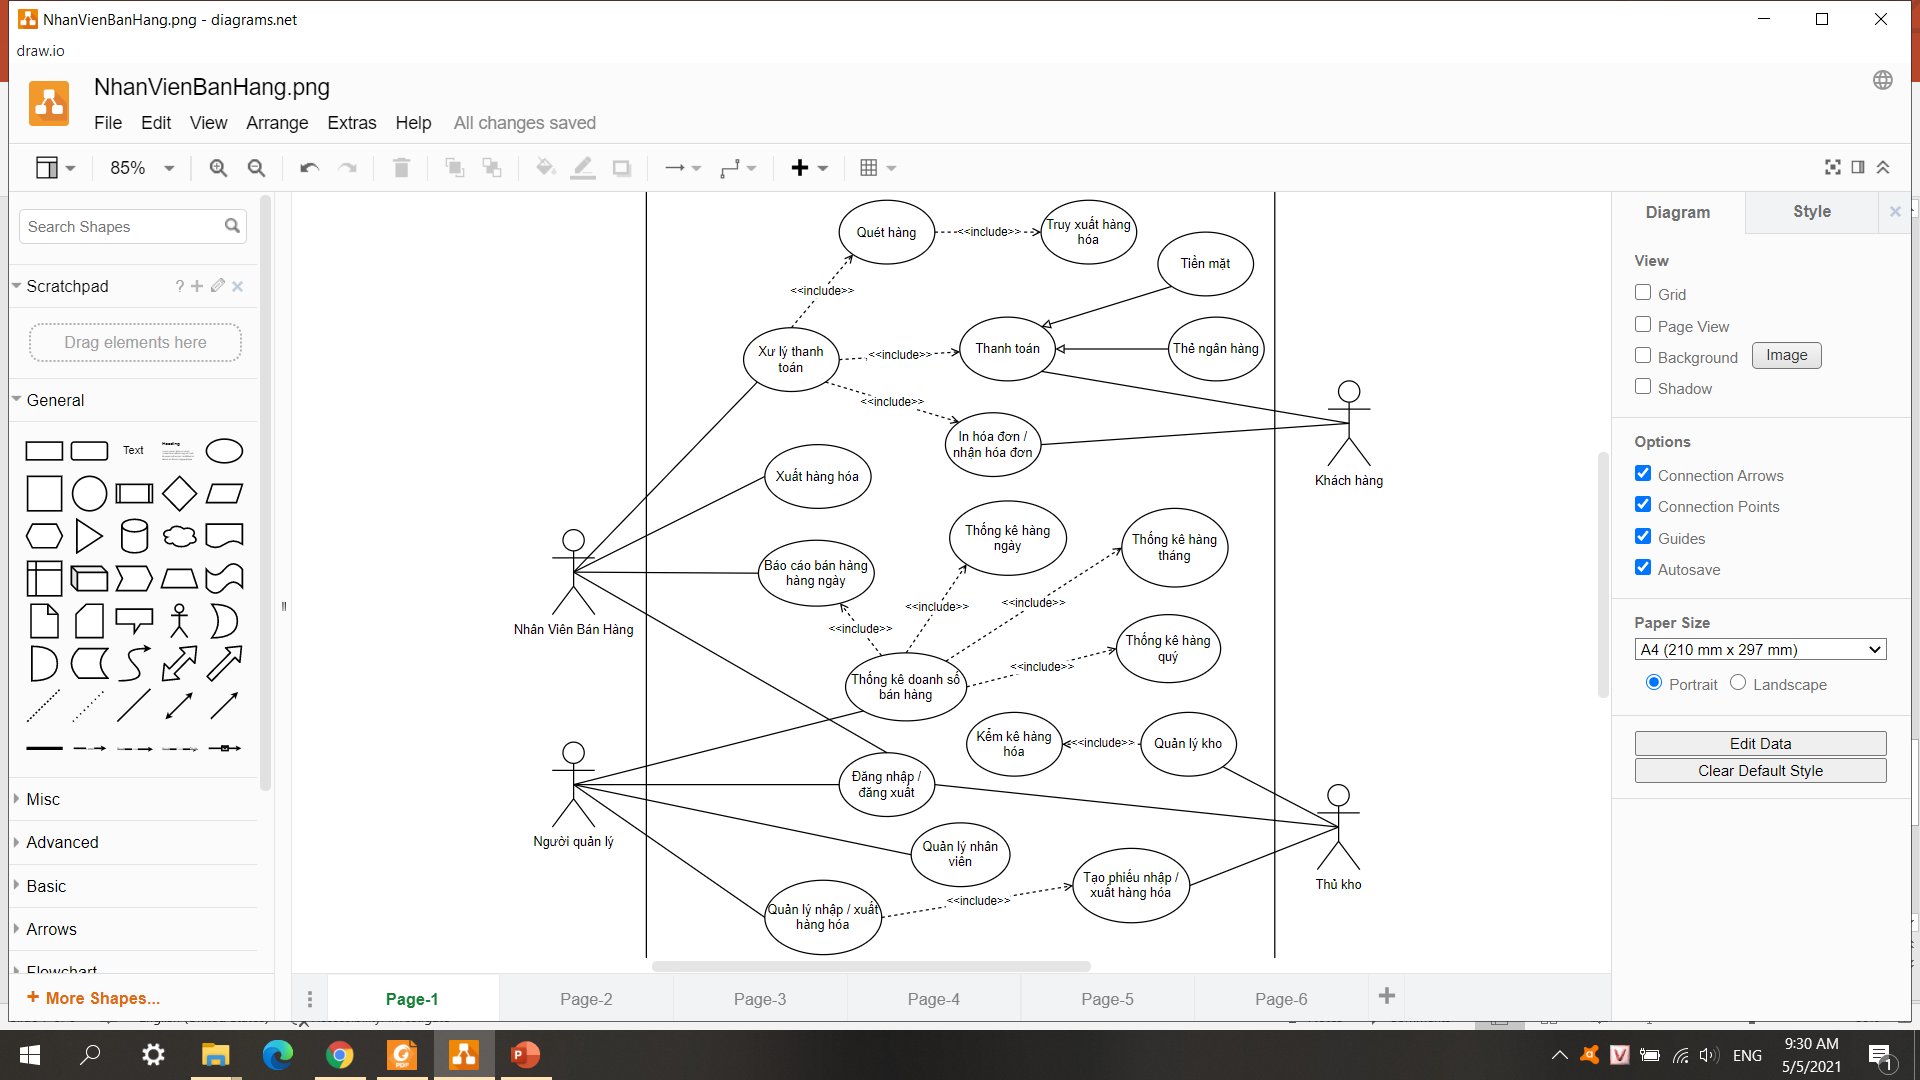 NhanVienBanHang.png - diagrams.net
draw.io
NhanVienBanHang.png
File Edit View Arrange Extras Help All changes saved
85%
Search Shapes
Scratchpad
?
Drag elements here
General
Text
Heading
Misc
Advanced
Basic
Arrows
Flowchart
+ More Shapes...
Quét hàng
<<include>>
Truy xuất hàng
hóa
Tiền mặt
<<include>>
Xư lý thanh
toán
<<include>>
Thanh toán
Thẻ ngân hàng
<<include>>
In hóa đơn /
nhận hóa đơn
Khách hàng
Xuất hàng hóa
Thống kê hàng
ngày
Thống kê hàng
tháng
Báo cáo bán hàng
hàng ngày
<<include>>
<<include>>
<<include>>
Nhân Viên Bán Hàng
Thống kê hàng
quý
<<include>>
Thống kê doanh số
bán hàng
Kểm kê hàng
hóa
<<include>>
Quản lý kho
Đăng nhập /
đăng xuất
Người quản lý
Quản lý nhân
viên
Thủ kho
Tạo phiếu nhập /
xuất hàng hóa
<<include>>
Quản lý nhập / xuất
hàng hóa
Page-1
Page-2
Page-3
Page-4
Page-5
Page-6
Diagram
Style
View
Grid
Page View
Background
Image
Shadow
Options
Connection Arrows
Connection Points
Guides
Autosave
Paper Size
A4 (210 mm x 297 mm)
Portrait
Landscape
Edit Data
Clear Default Style
ENG
9:30 AM
5/5/2021
1